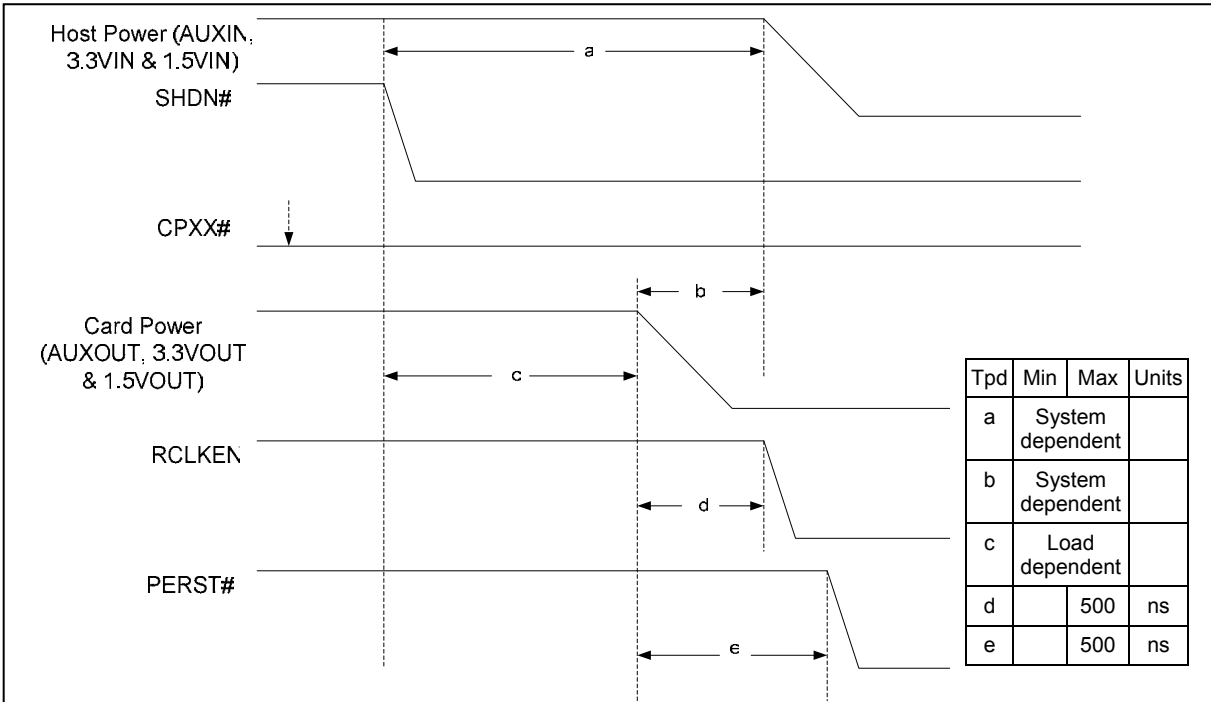 Host Power (AUXIN,
3.3VIN & 1.5VIN)
a
SHDN#
CPXX#
b
Card Power
(AUXOUT, 3.3VOUT
& 1.5VOUT)
c
RCLKEN
d
PERST#
e
Tpd Min Max Units
a System
dependent
b System
dependent
c Load
dependent
d 500 ns
e 500 ns